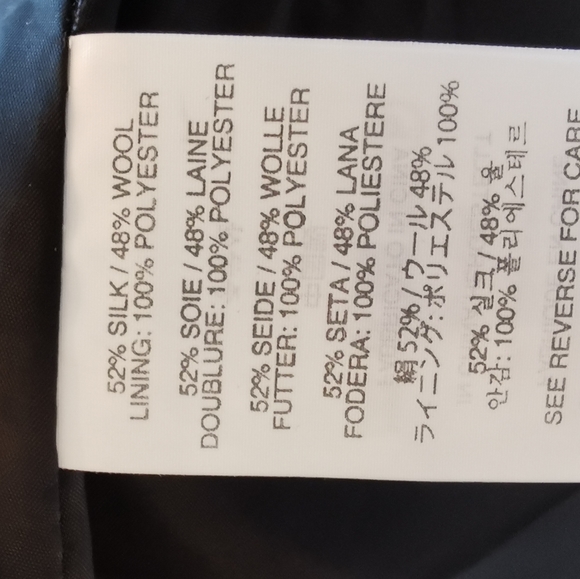 52% SILK / 48% WOOL
LINING: 100% POLYESTER
52% SOIE / 48% LAINE
DOUBLURE: 100% POLYESTER
52% SEIDE / 48% WOLLE
FUTTER: 100% POLYESTER
52% SETA / 48% LANA
FODERA: 100% POLIESTERE
絹 52% / ウール 48%
ライニング: ポリエステル 100%
52% 실크 / 48% 울
안감: 100% 폴리에스테르
SEE REVERSE FOR CARE